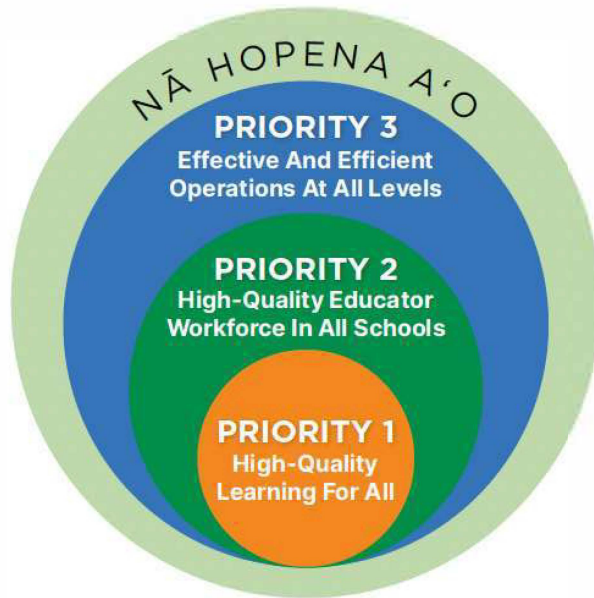 NĀ HOPENA A‘O
PRIORITY 3
Effective And Efficient
Operations At All Levels
PRIORITY 2
High-Quality Educator
Workforce In All Schools
PRIORITY 1
High-Quality
Learning For All